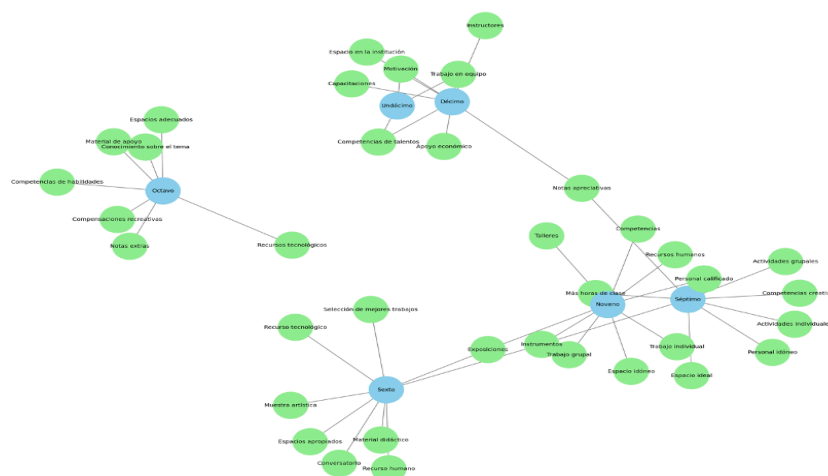 Instructores
Espacio en la institución
Motivación
Trabajo en equipo
Capacitaciones
Undécimo
Décimo
Espacios adecuados
Material de apoyo
Conocimiento sobre el tema
Competencias de talentos
Apoyo económico
Competencias de habilidades
Octavo
Notas apreciativas
Compensaciones recreativas
Notas extras
Recursos tecnológicos
Talleres
Competencias
Recursos humanos
Actividades grupales
Personal calificado
Más horas de clase
Competencias creativ
Noveno
Séptimo
Selección de mejores trabajos
Recurso tecnológico
Actividades individuale
Exposiciones
Instrumentos
Trabajo grupal
Trabajo individual
Personal idóneo
Espacio idóneo
Espacio ideal
Sexto
Muestra artística
Espacios apropiados
Material didáctico
Conversatorio
Recurso humano